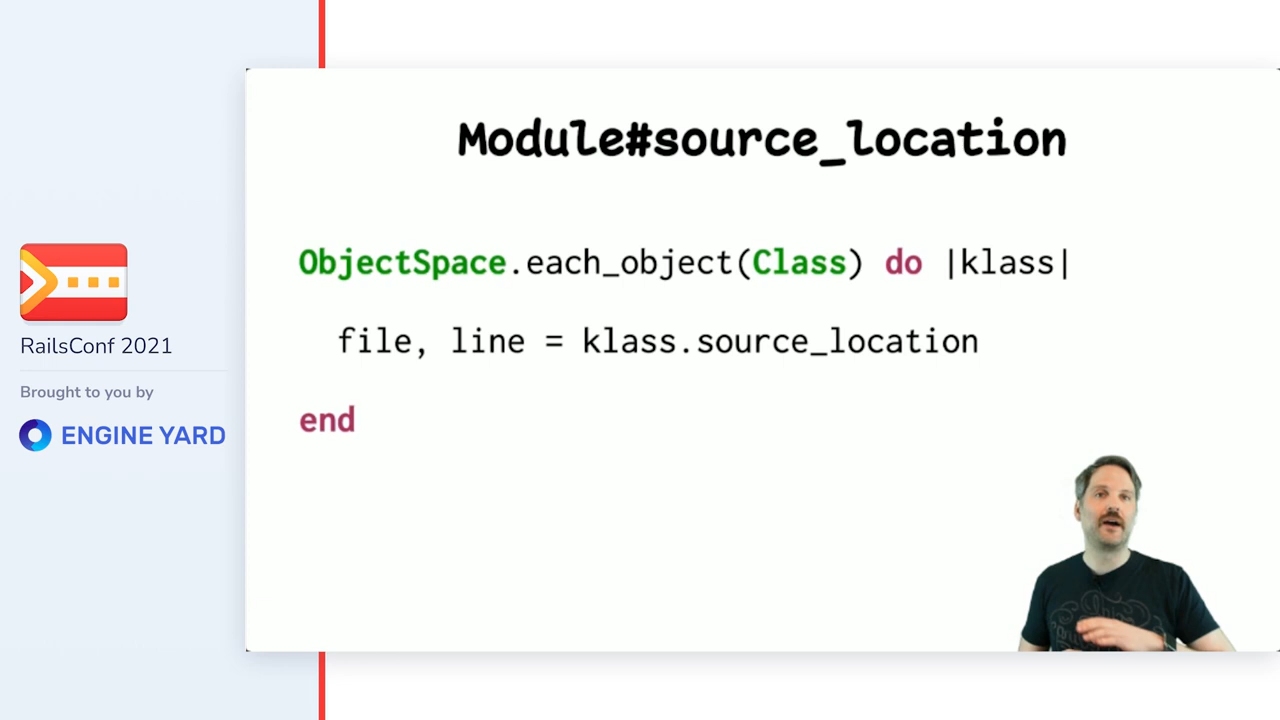 Module#source_location
ObjectSpace.each_object(Class) do |klass|
  file, line = klass.source_location
end
RailsConf 2021
Brought to you by
ENGINE YARD